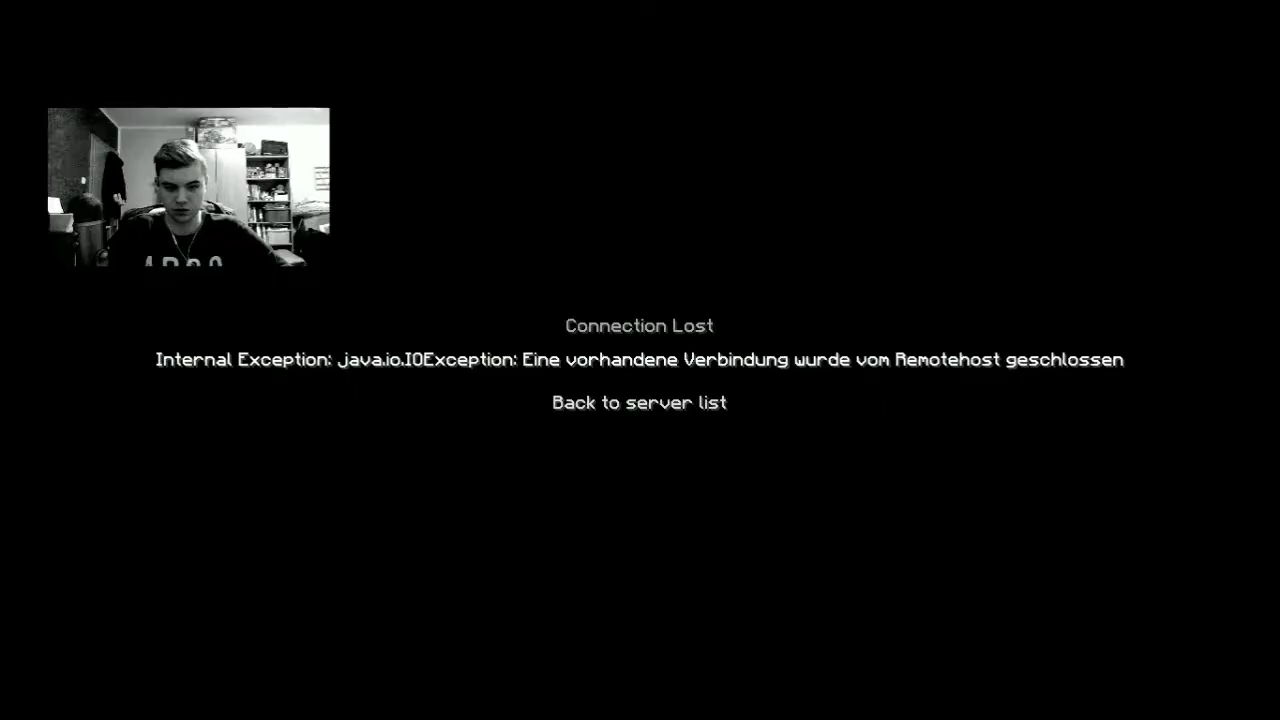 Connection Lost
Internal Exception: java.io.IOException: Eine vorhandene Verbindung wurde vom Remotehost geschlossen
Back to server list